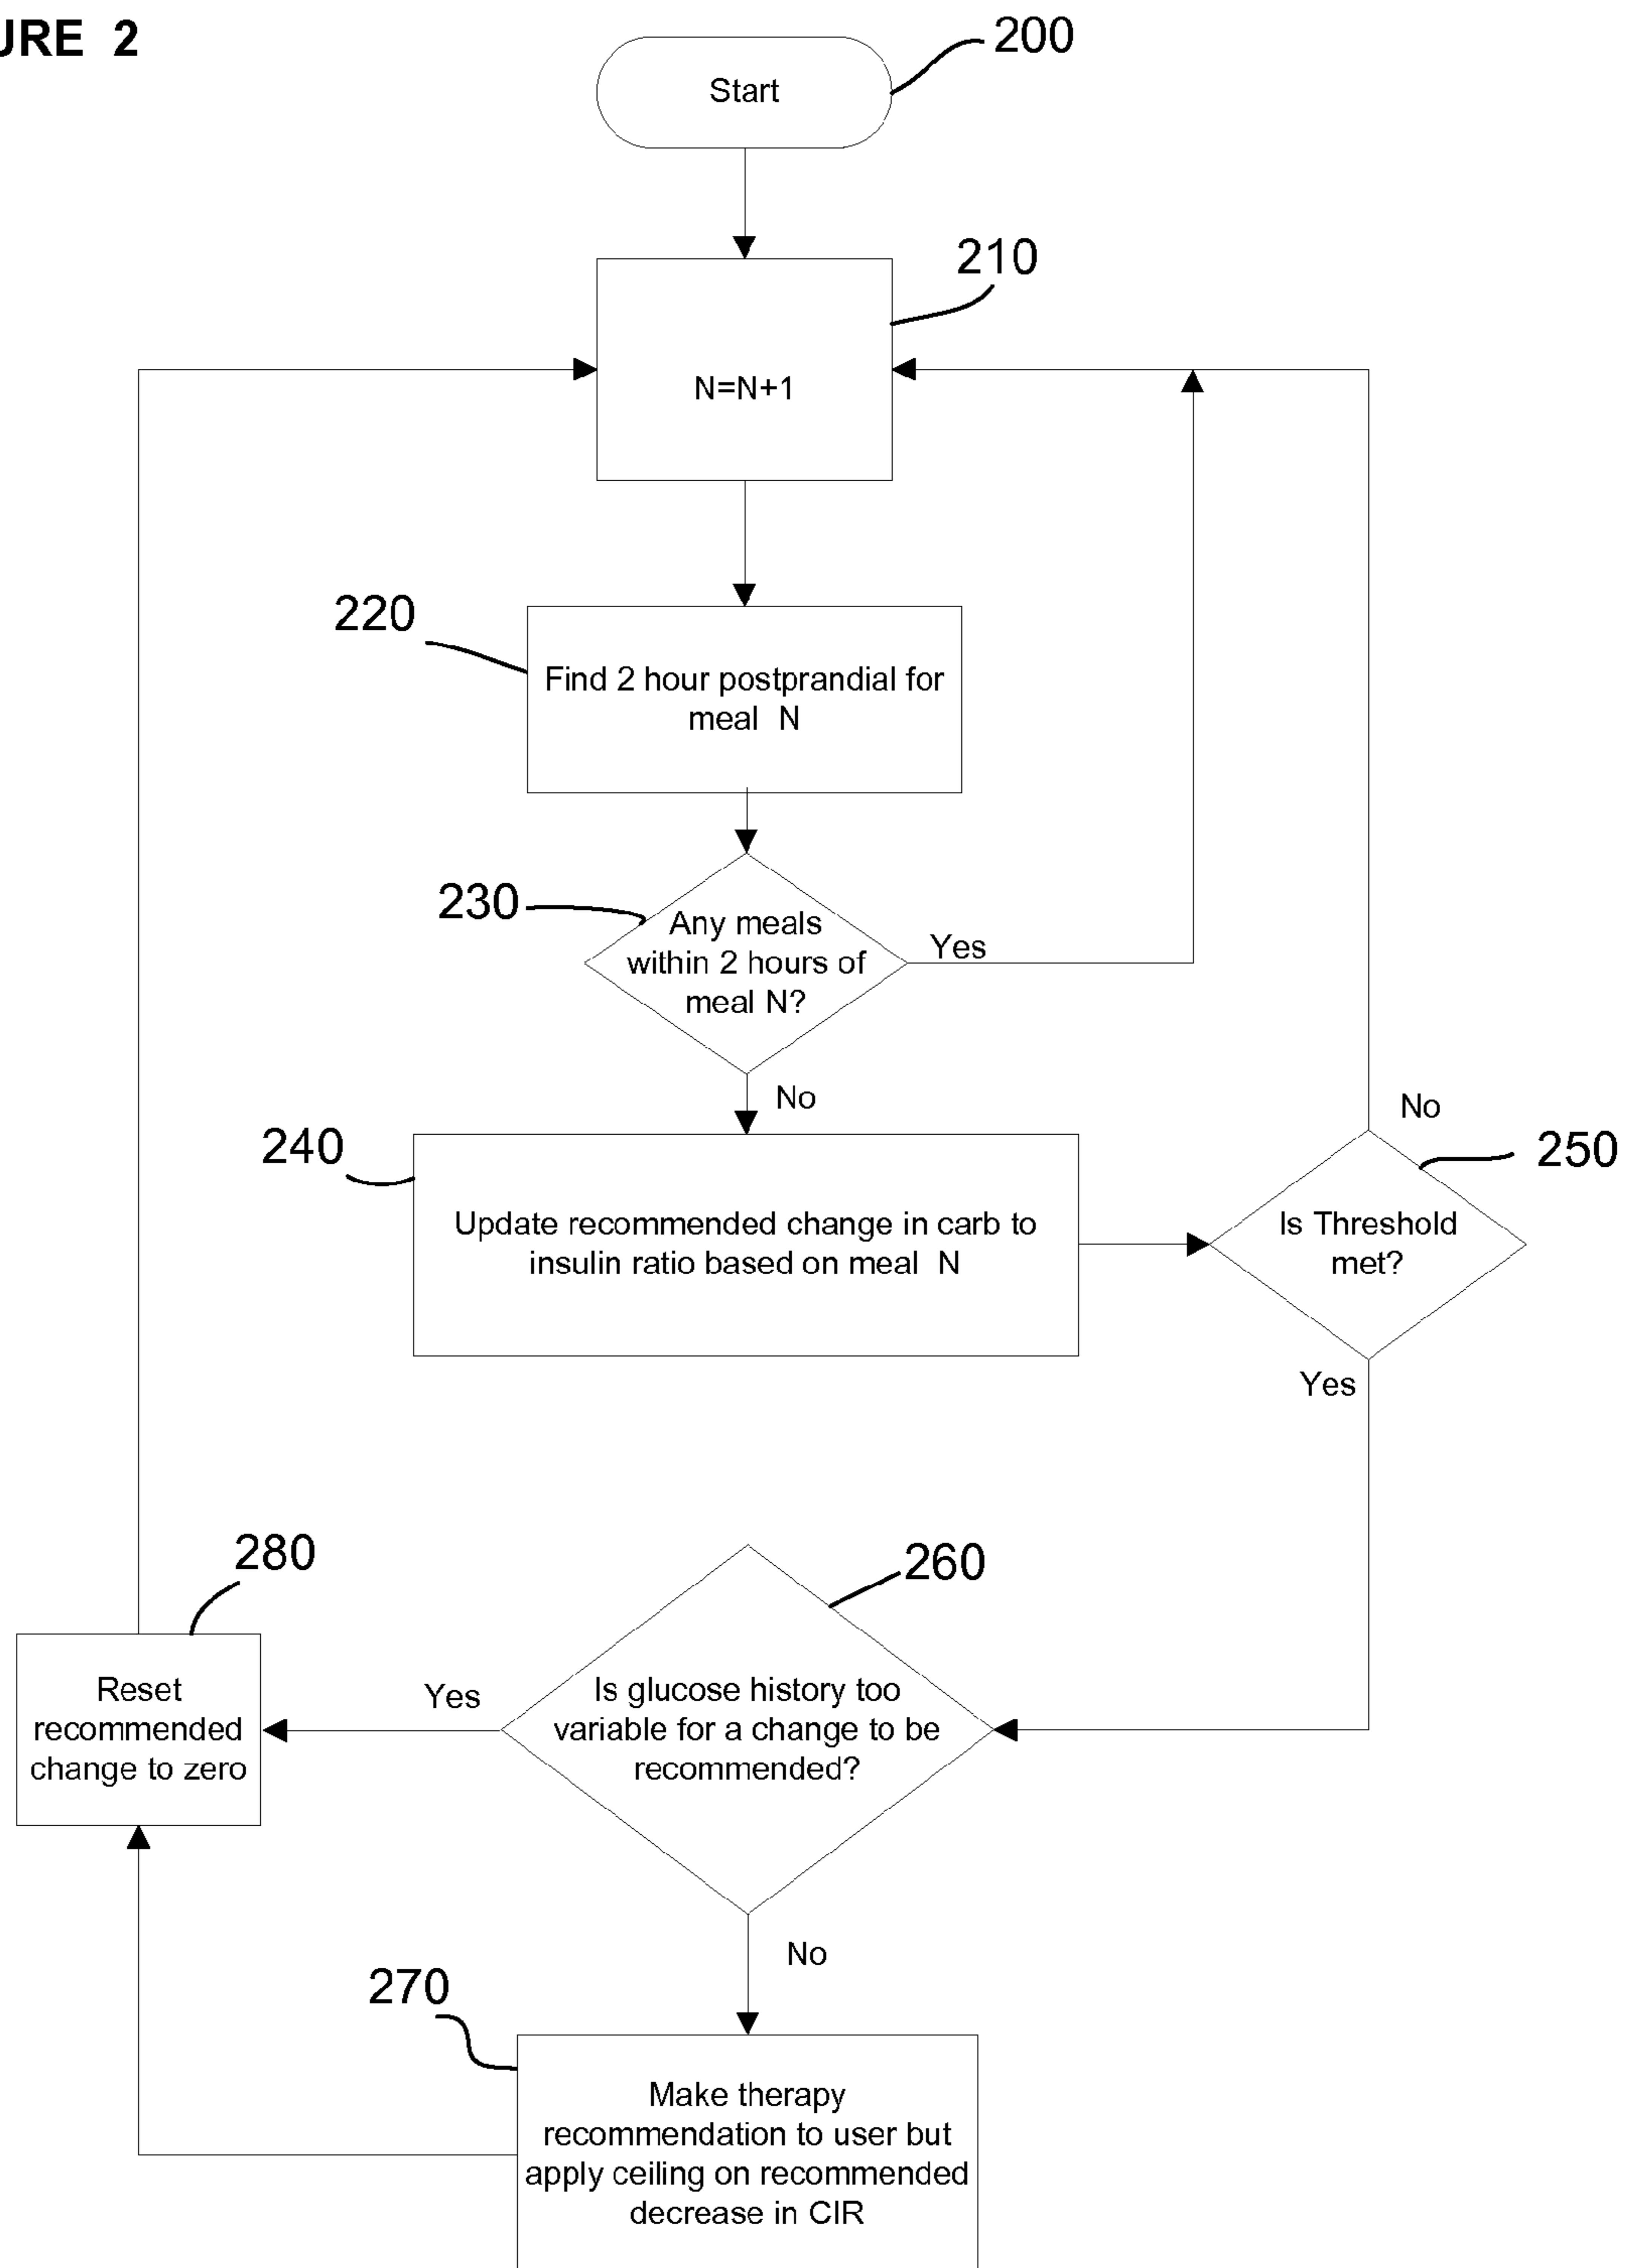 URE 2
200
Start
210
N=N+1
220
Find 2 hour postprandial for
meal N
230
Any meals
within 2 hours of
meal N?
Yes
No
240
Update recommended change in carb to
insulin ratio based on meal N
No
250
Is Threshold
met?
Yes
280
Reset
recommended
change to zero
Yes
260
Is glucose history too
variable for a change to be
recommended?
No
270
Make therapy
recommendation to user but
apply ceiling on recommended
decrease in CIR